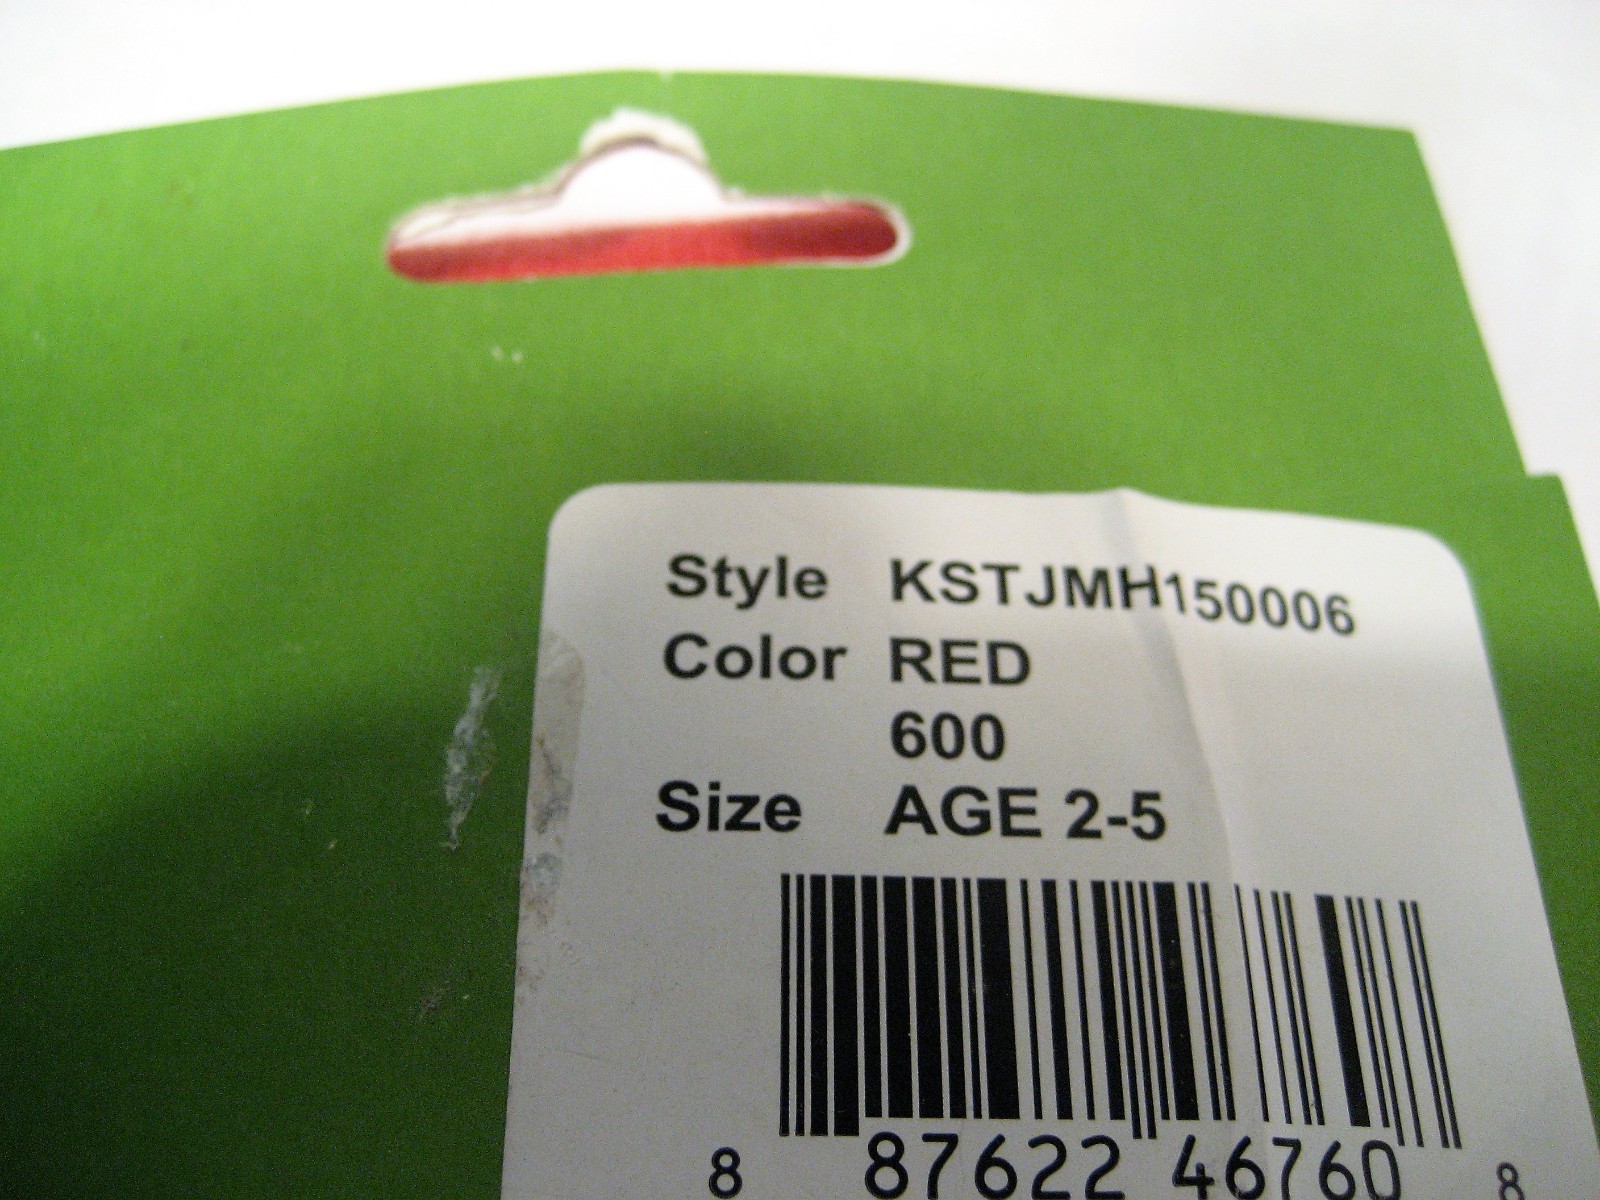 Style KSTJMH150006
Color RED
600
Size AGE 2-5
8 87622 46760 8